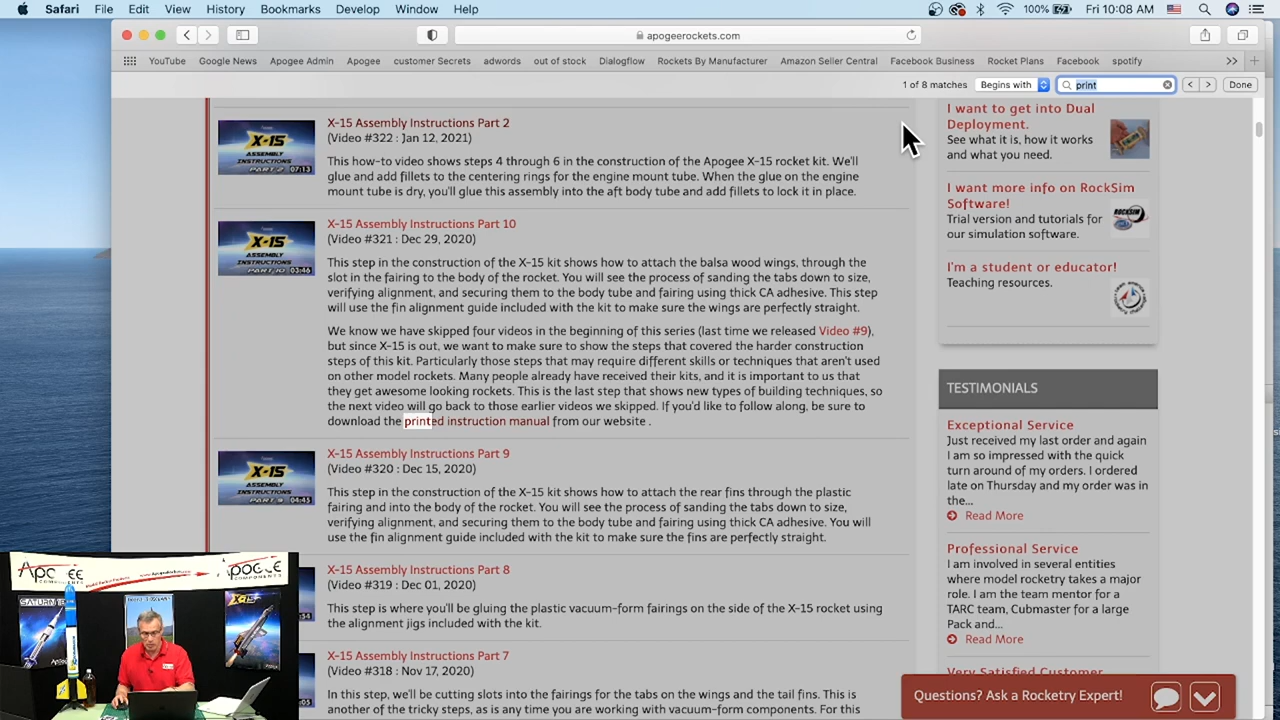 Safari File Edit View History Bookmarks Develop Window Help 100% Fri 10:08 AM
apogeerockets.com
YouTube Google News Apogee Admin Apogee customer Secrets adwords out of stock Dialogflow Rockets By Manufacturer Amazon Seller Central Facebook Business Rocket Plans Facebook spotify
1 of 8 matches Begins with print Done
X-15 Assembly Instructions Part 2
(Video #322 : Jan 12, 2021)
This how-to video shows steps 4 through 6 in the construction of the Apogee X-15 rocket kit. We'll
glue and add fillets to the centering rings for the engine mount tube. When the glue on the engine
mount tube is dry, you'll glue this assembly into the aft body tube and add fillets to lock it in place.
X-15
ASSEMBLY
INSTRUCTIONS
PART 2 07:13
X-15 Assembly Instructions Part 10
(Video #321 : Dec 29, 2020)
This step in the construction of the X-15 kit shows how to attach the balsa wood wings, through the
slot in the fairing to the body of the rocket. You will see the process of sanding the tabs down to size,
verifying alignment, and securing them to the body tube and fairing using thick CA adhesive. This step
will use the fin alignment guide included with the kit to make sure the wings are perfectly straight.
We know we have skipped four videos in the beginning of this series (last time we released Video #9),
but since X-15 is out, we want to make sure to show the steps that covered the harder construction
steps of this kit. Particularly those steps that may require different skills or techniques that aren't used
on other model rockets. Many people already have received their kits, and it is important to us that
they get awesome looking rockets. This is the last step that shows new types of building techniques, so
the next video will go back to those earlier videos we skipped. If you'd like to follow along, be sure to
download the printed instruction manual from our website .
X-15
ASSEMBLY
INSTRUCTIONS
PART 10 03:46
X-15 Assembly Instructions Part 9
(Video #320 : Dec 15, 2020)
This step in the construction of the X-15 kit shows how to attach the rear fins through the plastic
fairing and into the body of the rocket. You will see the process of sanding the tabs down to size,
verifying alignment, and securing them to the body tube and fairing using thick CA adhesive. You will
use the fin alignment guide included with the kit to make sure the fins are perfectly straight.
X-15
ASSEMBLY
INSTRUCTIONS
PART 9 04:45
X-15 Assembly Instructions Part 8
(Video #319 : Dec 01, 2020)
This step is where you'll be gluing the plastic vacuum-form fairings on the side of the X-15 rocket using
the alignment jigs included with the kit.
X-15 Assembly Instructions Part 7
(Video #318 : Nov 17, 2020)
In this step, we'll be cutting slots into the fairings for the tabs on the wings and the tail fins. This is
another of the tricky steps, as is any time you are working with vacuum-form components. For this
I want to get into Dual
Deployment.
See what it is, how it works
and what you need.
I want more info on RockSim
Software!
Trial version and tutorials for
our simulation software.
ROCKSIM
I'm a student or educator!
Teaching resources.
TESTIMONIALS
Exceptional Service
Just received my last order and again
I am so impressed with the quick
turn around of my orders. I ordered
late on Thursday and my order was in
the...
Read More
Professional Service
I am involved in several entities
where model rocketry takes a major
role. I am the team mentor for a
TARC team, Cubmaster for a large
Pack and...
Read More
Very Satisfied Customer
Questions? Ask a Rocketry Expert!
Apogee
COMPONENTS
SATURN
X-15